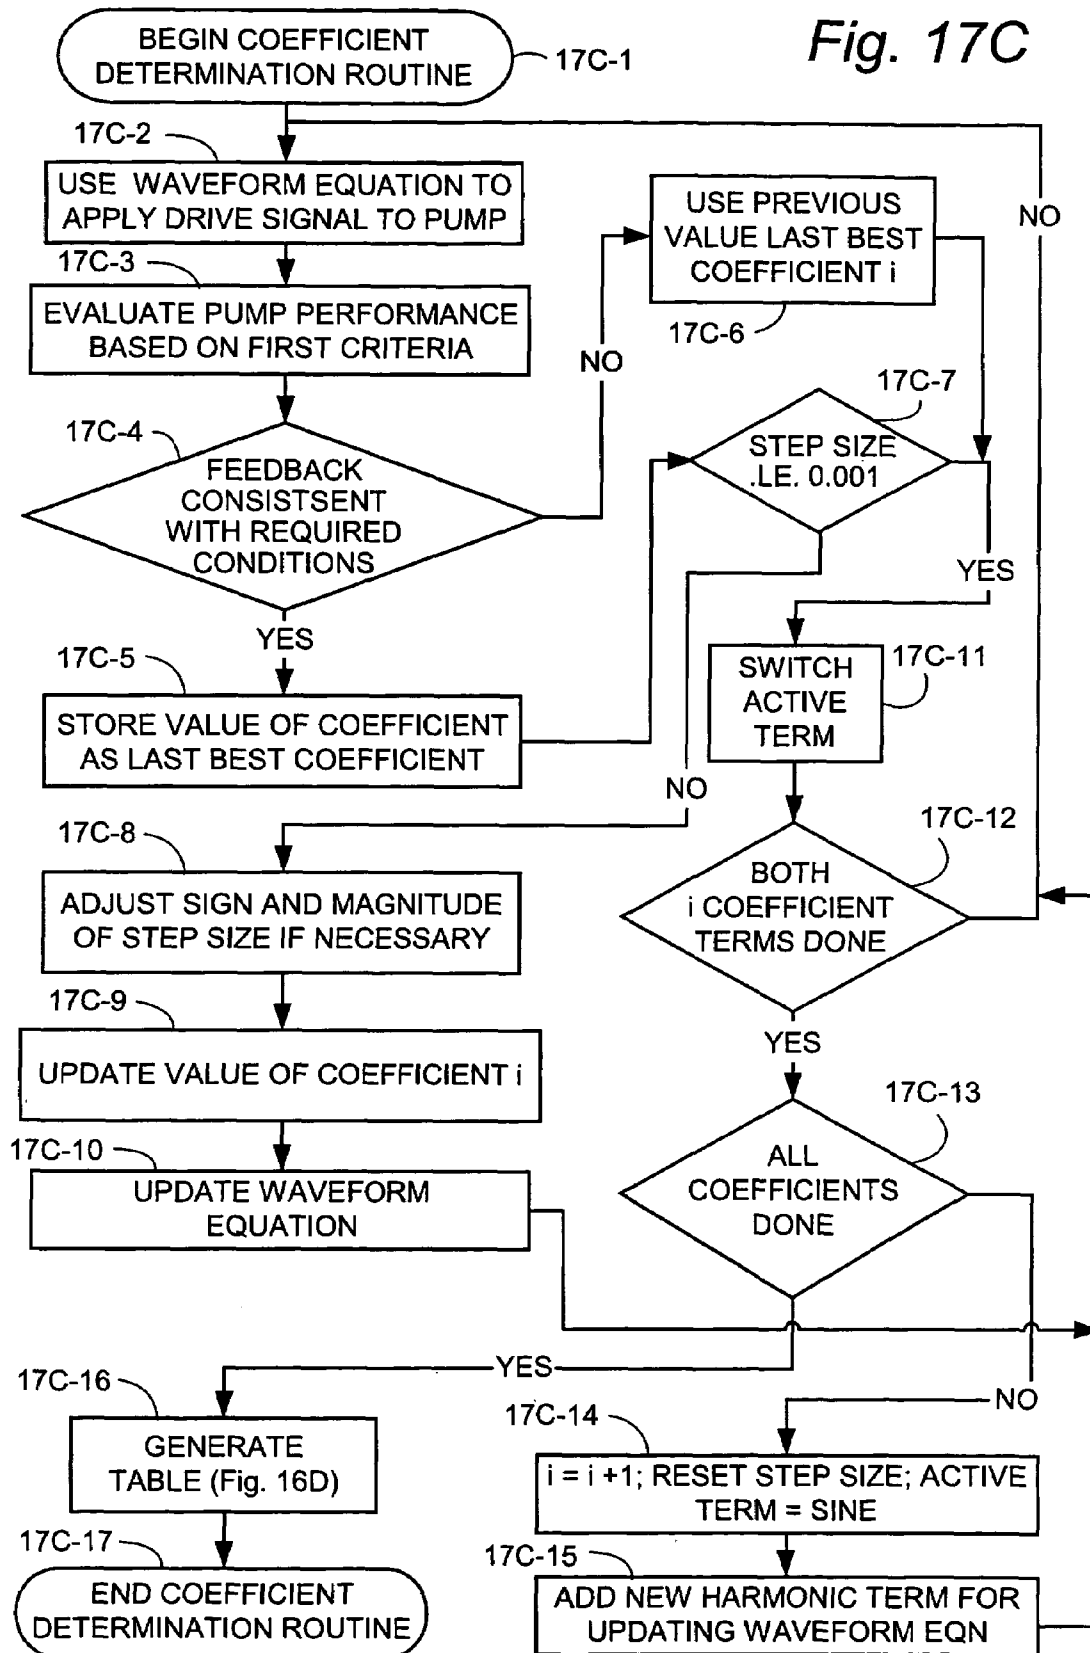 Fig. 17C
BEGIN COEFFICIENT
DETERMINATION ROUTINE
17C-1
17C-2
USE WAVEFORM EQUATION TO
APPLY DRIVE SIGNAL TO PUMP
17C-3
EVALUATE PUMP PERFORMANCE
BASED ON FIRST CRITERIA
17C-4
FEEDBACK
CONSISTSENT
WITH REQUIRED
CONDITIONS
NO
YES
17C-5
STORE VALUE OF COEFFICIENT
AS LAST BEST COEFFICIENT
USE PREVIOUS
VALUE LAST BEST
COEFFICIENT i
17C-6
NO
17C-7
STEP SIZE
.LE. 0.001
YES
NO
17C-8
ADJUST SIGN AND MAGNITUDE
OF STEP SIZE IF NECESSARY
17C-9
UPDATE VALUE OF COEFFICIENT i
17C-10
UPDATE WAVEFORM
EQUATION
17C-11
SWITCH
ACTIVE
TERM
17C-12
BOTH
i COEFFICIENT
TERMS DONE
YES
17C-13
ALL
COEFFICIENTS
DONE
YES
NO
17C-14
i = i +1; RESET STEP SIZE; ACTIVE
TERM = SINE
17C-15
ADD NEW HARMONIC TERM FOR
UPDATING WAVEFORM EQN
17C-16
GENERATE
TABLE (Fig. 16D)
17C-17
END COEFFICIENT
DETERMINATION ROUTINE